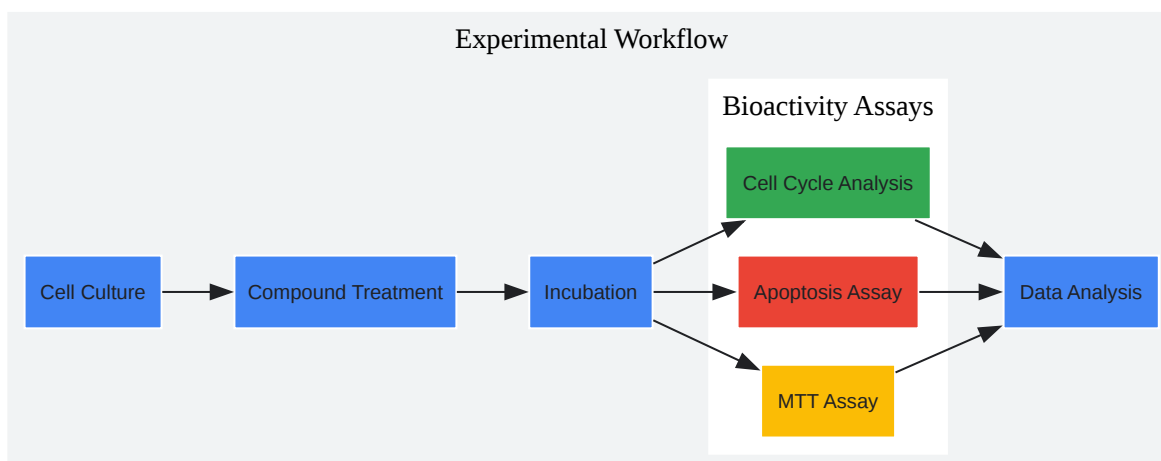 Experimental Workflow
Bioactivity Assays
Cell Cycle Analysis
Cell Culture
Compound Treatment
Incubation
Apoptosis Assay
Data Analysis
MTT Assay